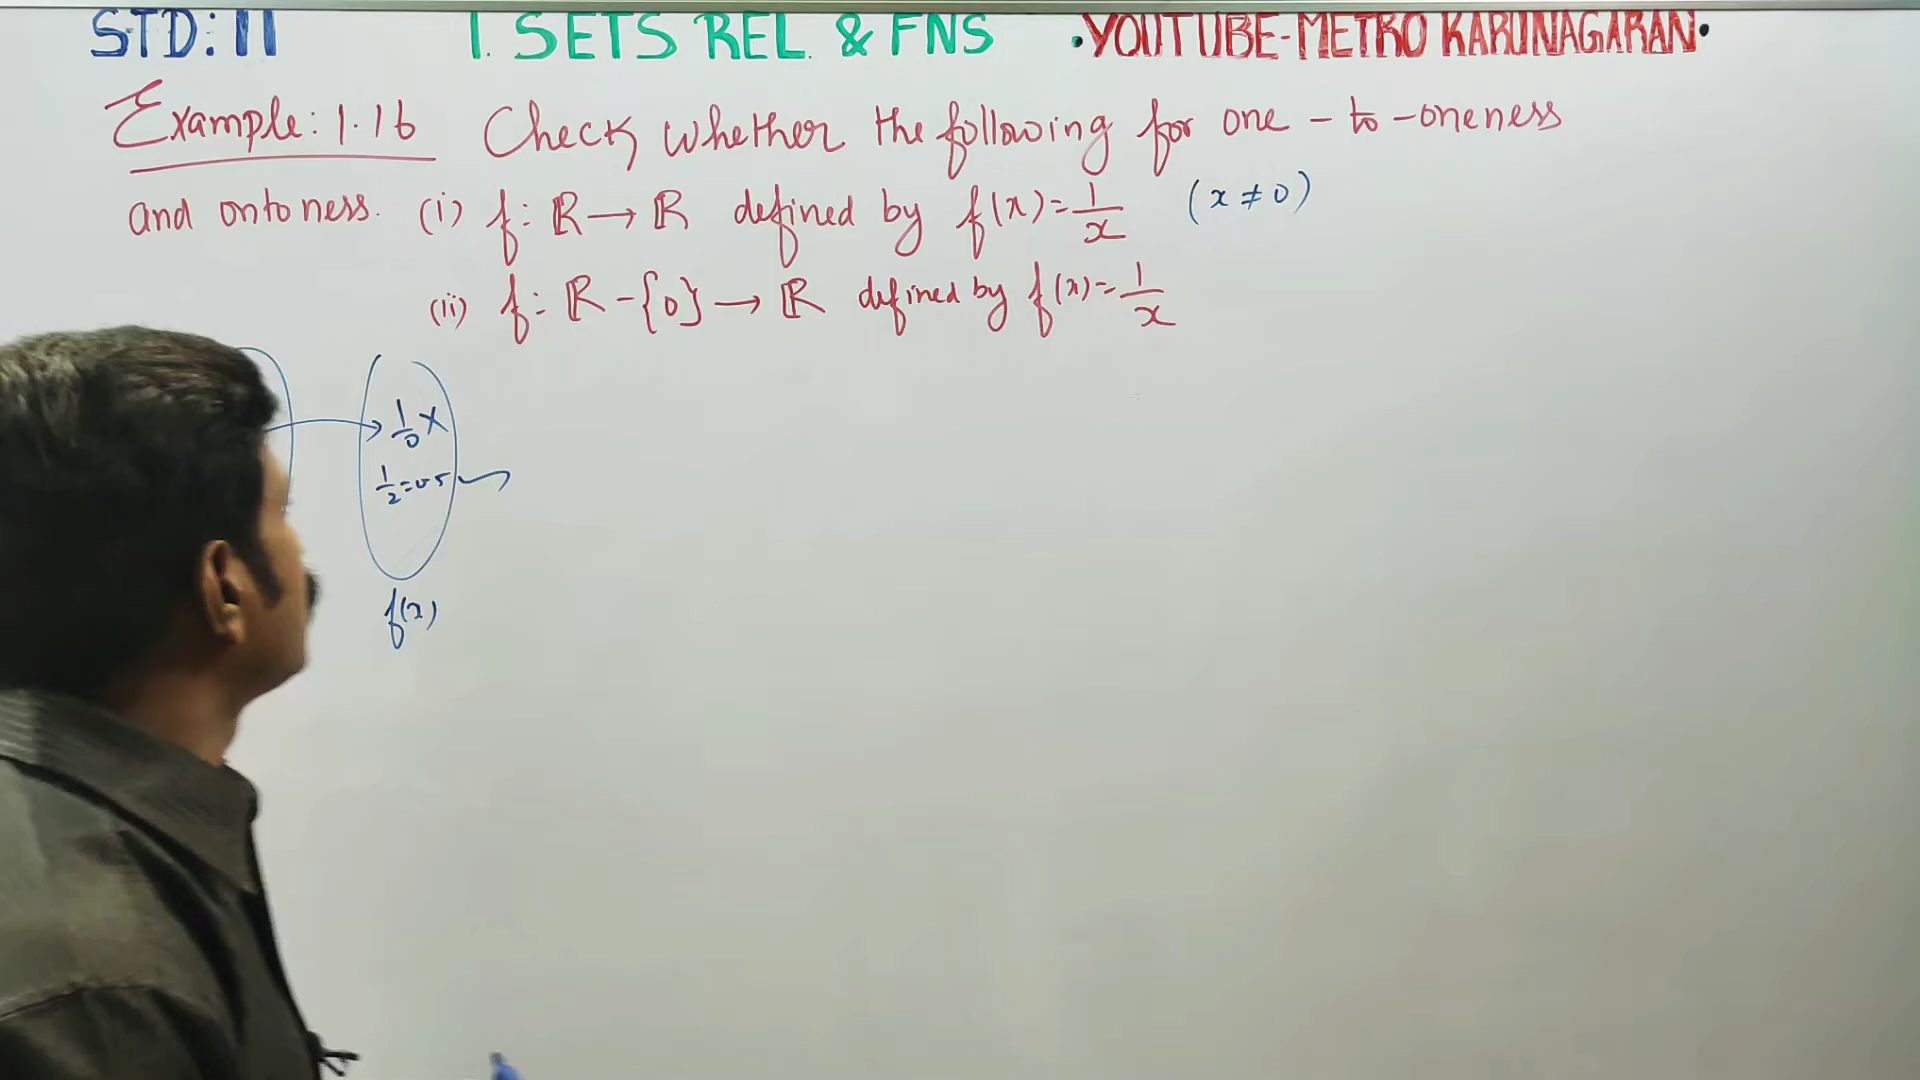 STD: 11 1. SETS REL. & FNS •YOUTUBE-METRO KARUNAGARAN•
Example: 1.16 Check whether the following for one-to-oneness
and ontoness. (i) f: ℝ → ℝ defined by f(x) = 1/x (x ≠ 0)
(ii) f: ℝ - {0} → ℝ defined by f(x) = 1/x
1/0 X
1/2 = 0.5
f(x)